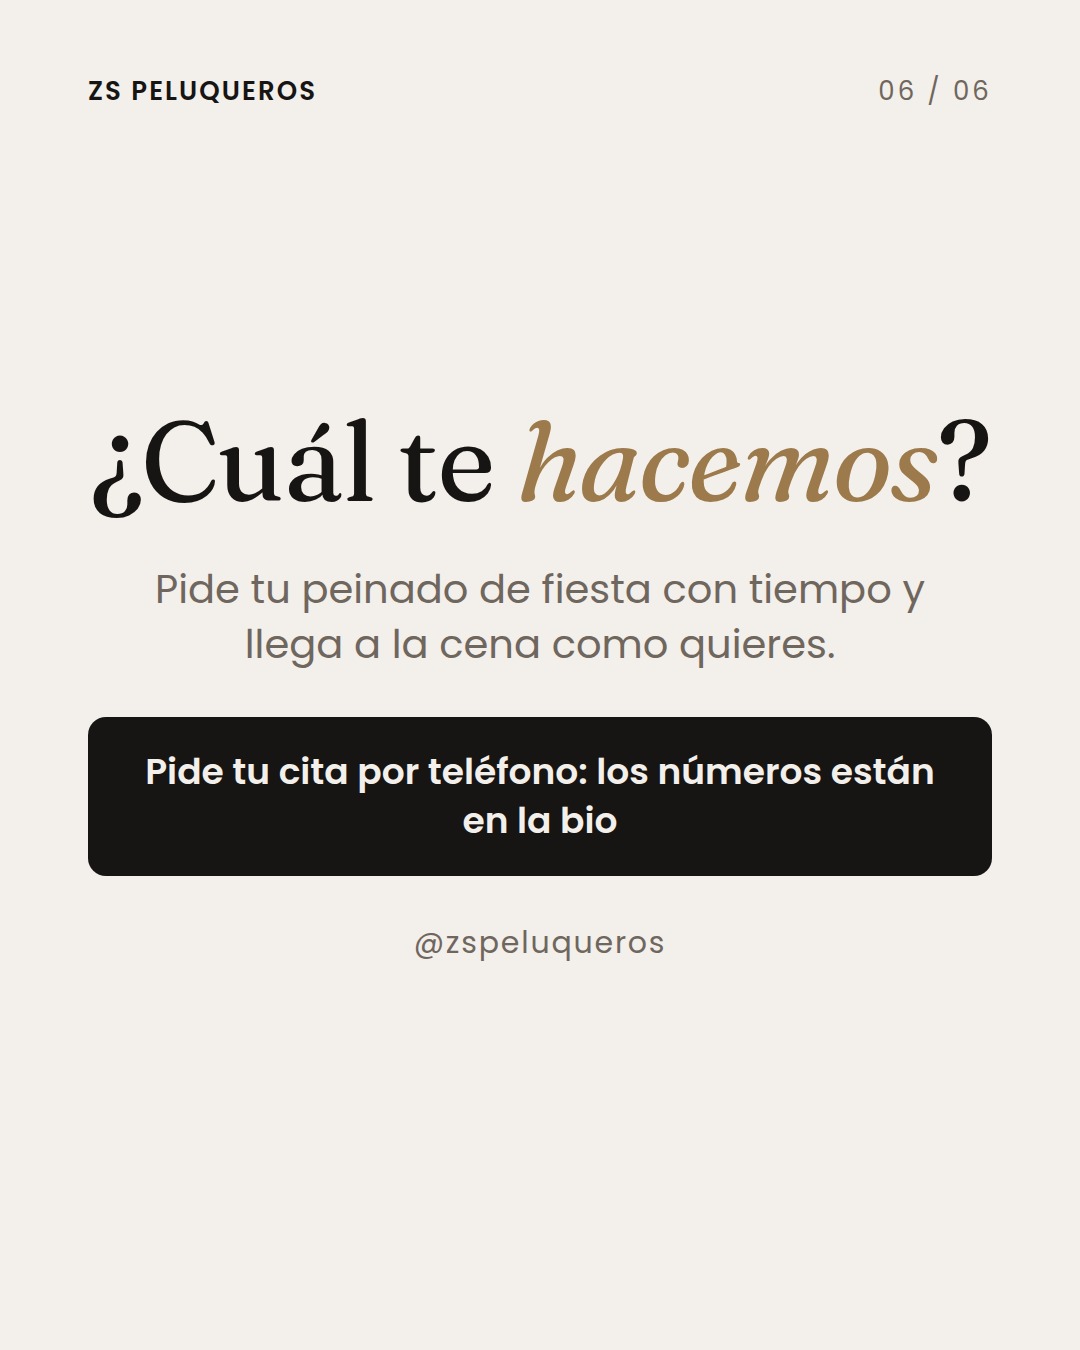 ZS PELUQUEROS
06 / 06
¿Cuál te hacemos?
Pide tu peinado de fiesta con tiempo y
llega a la cena como quieres.
Pide tu cita por teléfono: los números están
en la bio
@zspeluqueros